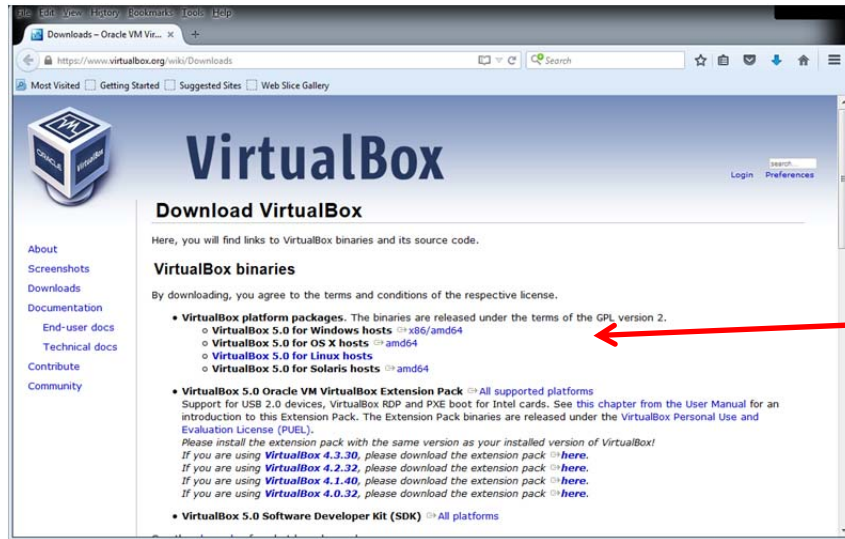 File Edit View History Bookmarks Tools Help
Downloads – Oracle VM Vir... × +
https://www.virtualbox.org/wiki/Downloads
Search
Most Visited Getting Started Suggested Sites Web Slice Gallery
ORACLE
VirtualBox
VirtualBox
search...
Login Preferences
Download VirtualBox
Here, you will find links to VirtualBox binaries and its source code.
About
Screenshots
Downloads
Documentation
End-user docs
Technical docs
Contribute
Community
VirtualBox binaries
By downloading, you agree to the terms and conditions of the respective license.
• VirtualBox platform packages. The binaries are released under the terms of the GPL version 2.
o VirtualBox 5.0 for Windows hosts x86/amd64
o VirtualBox 5.0 for OS X hosts amd64
o VirtualBox 5.0 for Linux hosts
o VirtualBox 5.0 for Solaris hosts amd64
• VirtualBox 5.0 Oracle VM VirtualBox Extension Pack All supported platforms
Support for USB 2.0 devices, VirtualBox RDP and PXE boot for Intel cards. See this chapter from the User Manual for an
introduction to this Extension Pack. The Extension Pack binaries are released under the VirtualBox Personal Use and
Evaluation License (PUEL).
Please install the extension pack with the same version as your installed version of VirtualBox!
If you are using VirtualBox 4.3.30, please download the extension pack here.
If you are using VirtualBox 4.2.32, please download the extension pack here.
If you are using VirtualBox 4.1.40, please download the extension pack here.
If you are using VirtualBox 4.0.32, please download the extension pack here.
• VirtualBox 5.0 Software Developer Kit (SDK) All platforms